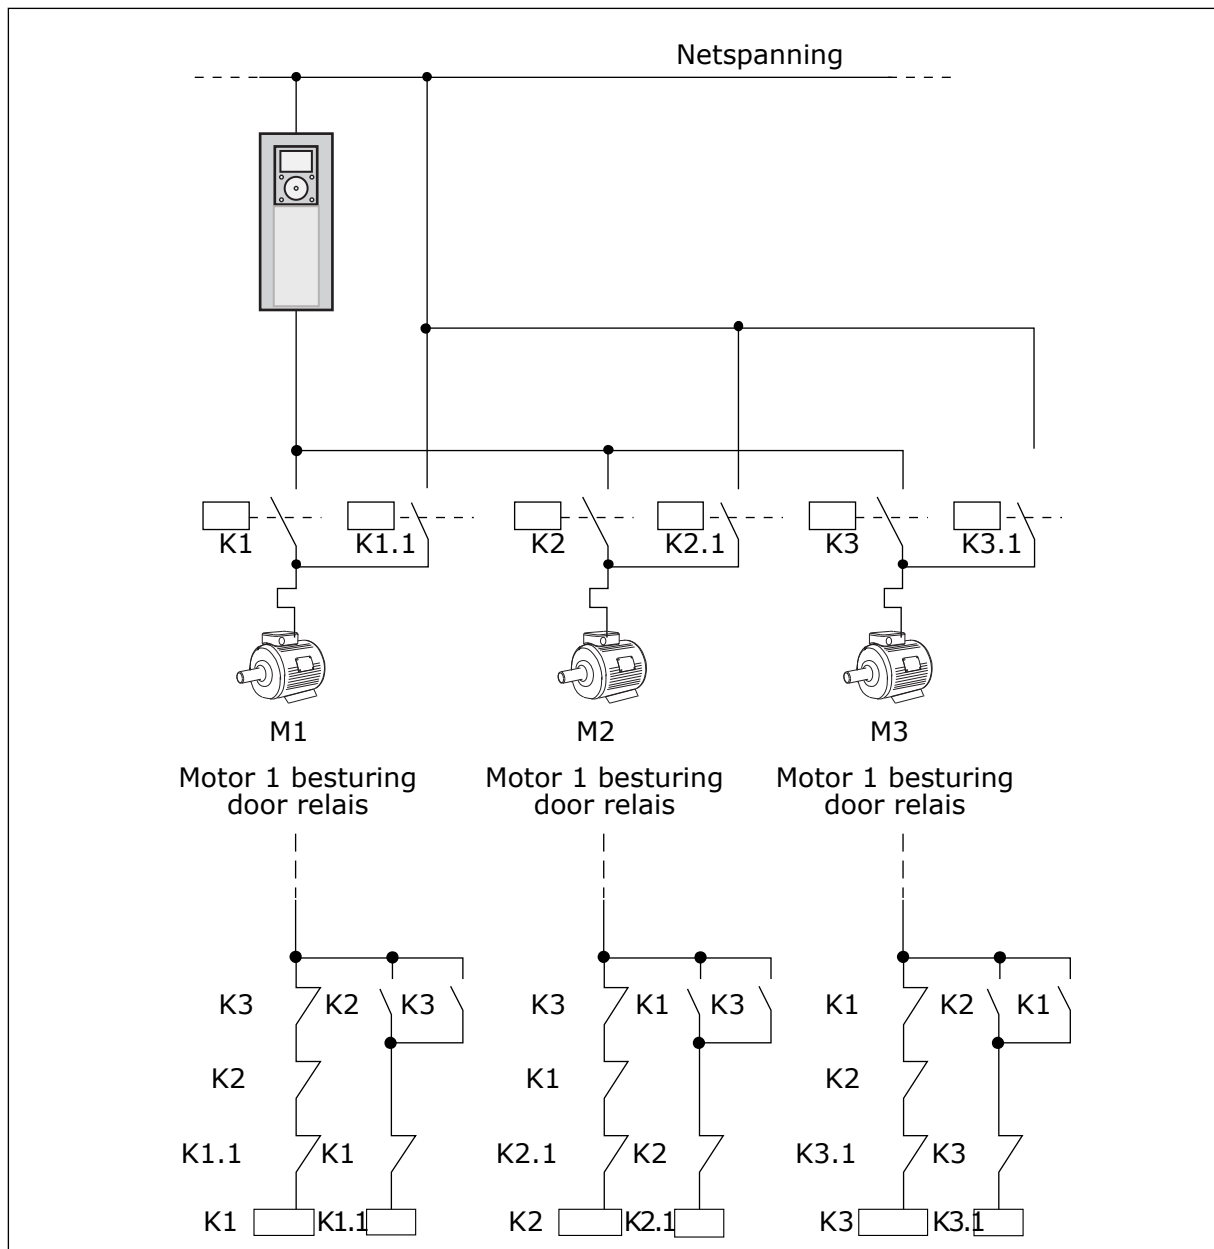 Netspanning
K1 K1.1 K2 K2.1 K3 K3.1
M1 M2 M3
Motor 1 besturing
door relais
Motor 1 besturing
door relais
Motor 1 besturing
door relais
K3 K2 K3 K3 K1 K3 K1 K2 K1
K2 K1 K2
K1.1 K1 K2.1 K2 K3.1 K3
K1 K1.1 K2 K2.1 K3 K3.1